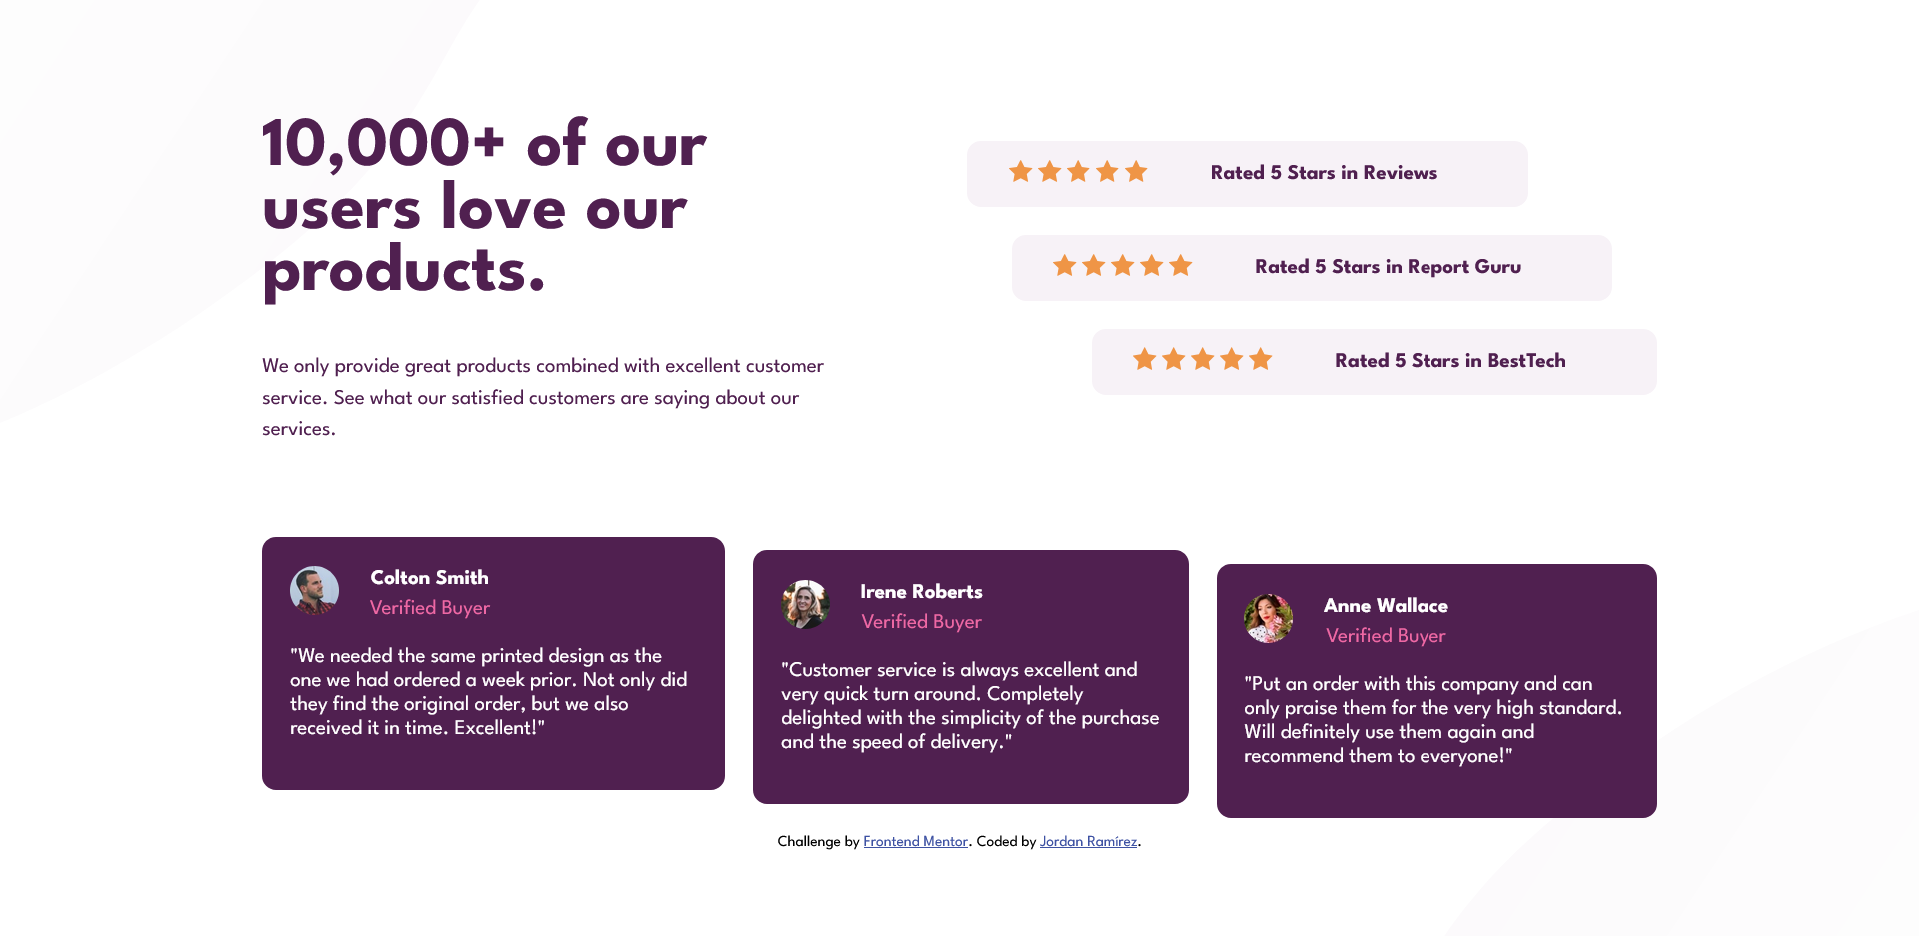 10,000+ of our
users love our
products.
We only provide great products combined with excellent customer
service. See what our satisfied customers are saying about our
services.
Rated 5 Stars in Reviews
Rated 5 Stars in Report Guru
Rated 5 Stars in BestTech
Colton Smith
Verified Buyer
"We needed the same printed design as the
one we had ordered a week prior. Not only did
they find the original order, but we also
received it in time. Excellent!"
Irene Roberts
Verified Buyer
"Customer service is always excellent and
very quick turn around. Completely
delighted with the simplicity of the purchase
and the speed of delivery."
Anne Wallace
Verified Buyer
"Put an order with this company and can
only praise them for the very high standard.
Will definitely use them again and
recommend them to everyone!"
Challenge by Frontend Mentor. Coded by Jordan Ramírez.